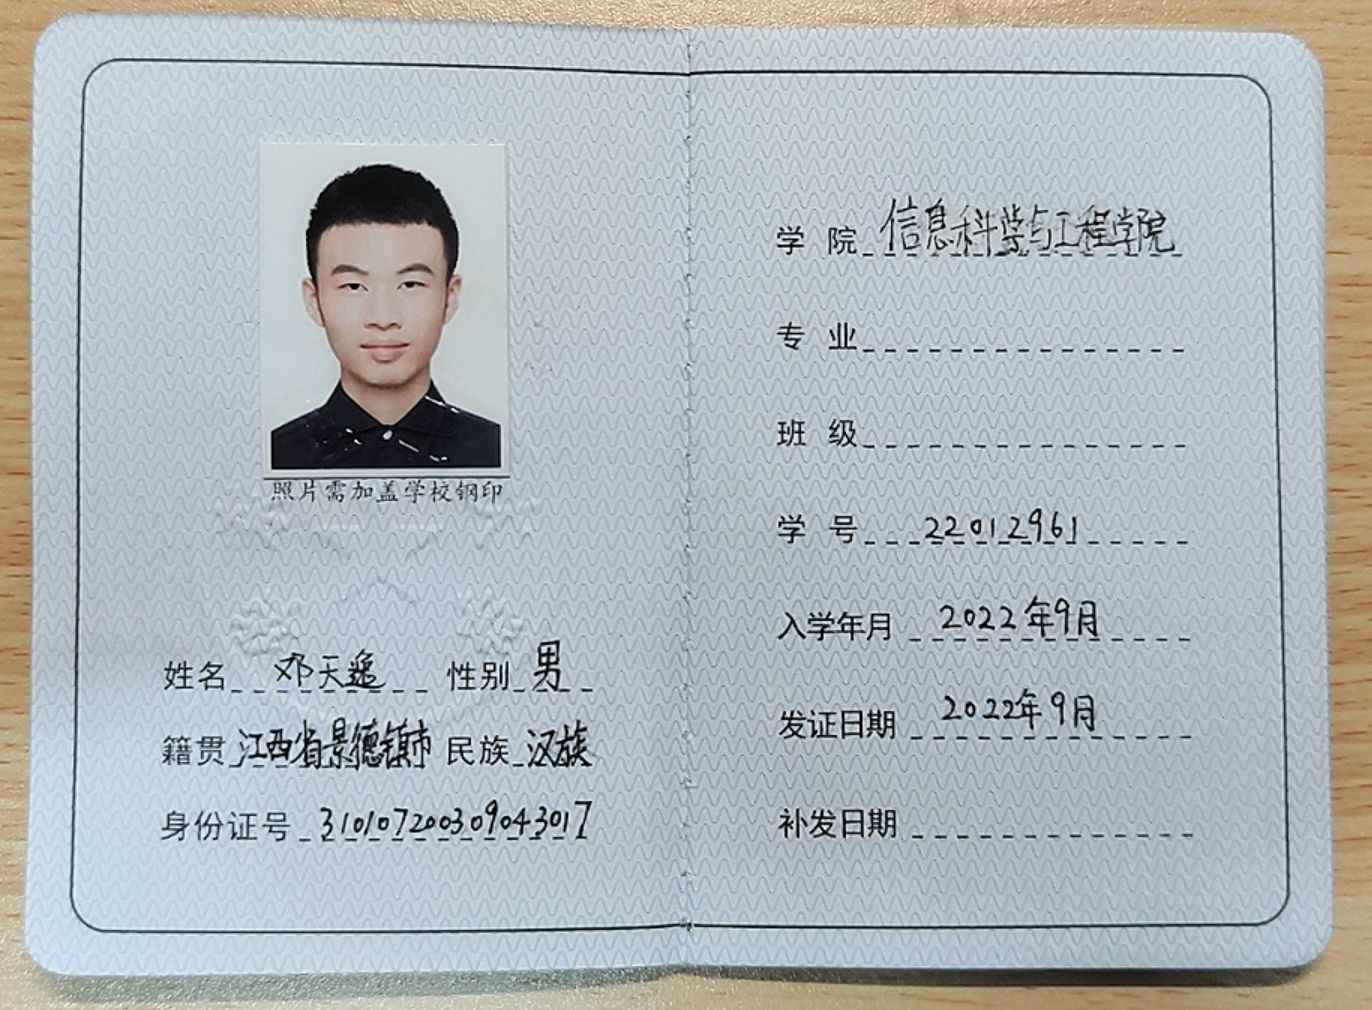 照片需加盖学校钢印
姓名 邓天逸 性别 男
籍贯 江西省景德镇市 民族 汉族
身份证号 310107200309043017
学院 信息科学与工程学院
专业
班级
学号 22012961
入学年月 2022年9月
发证日期 2022年9月
补发日期